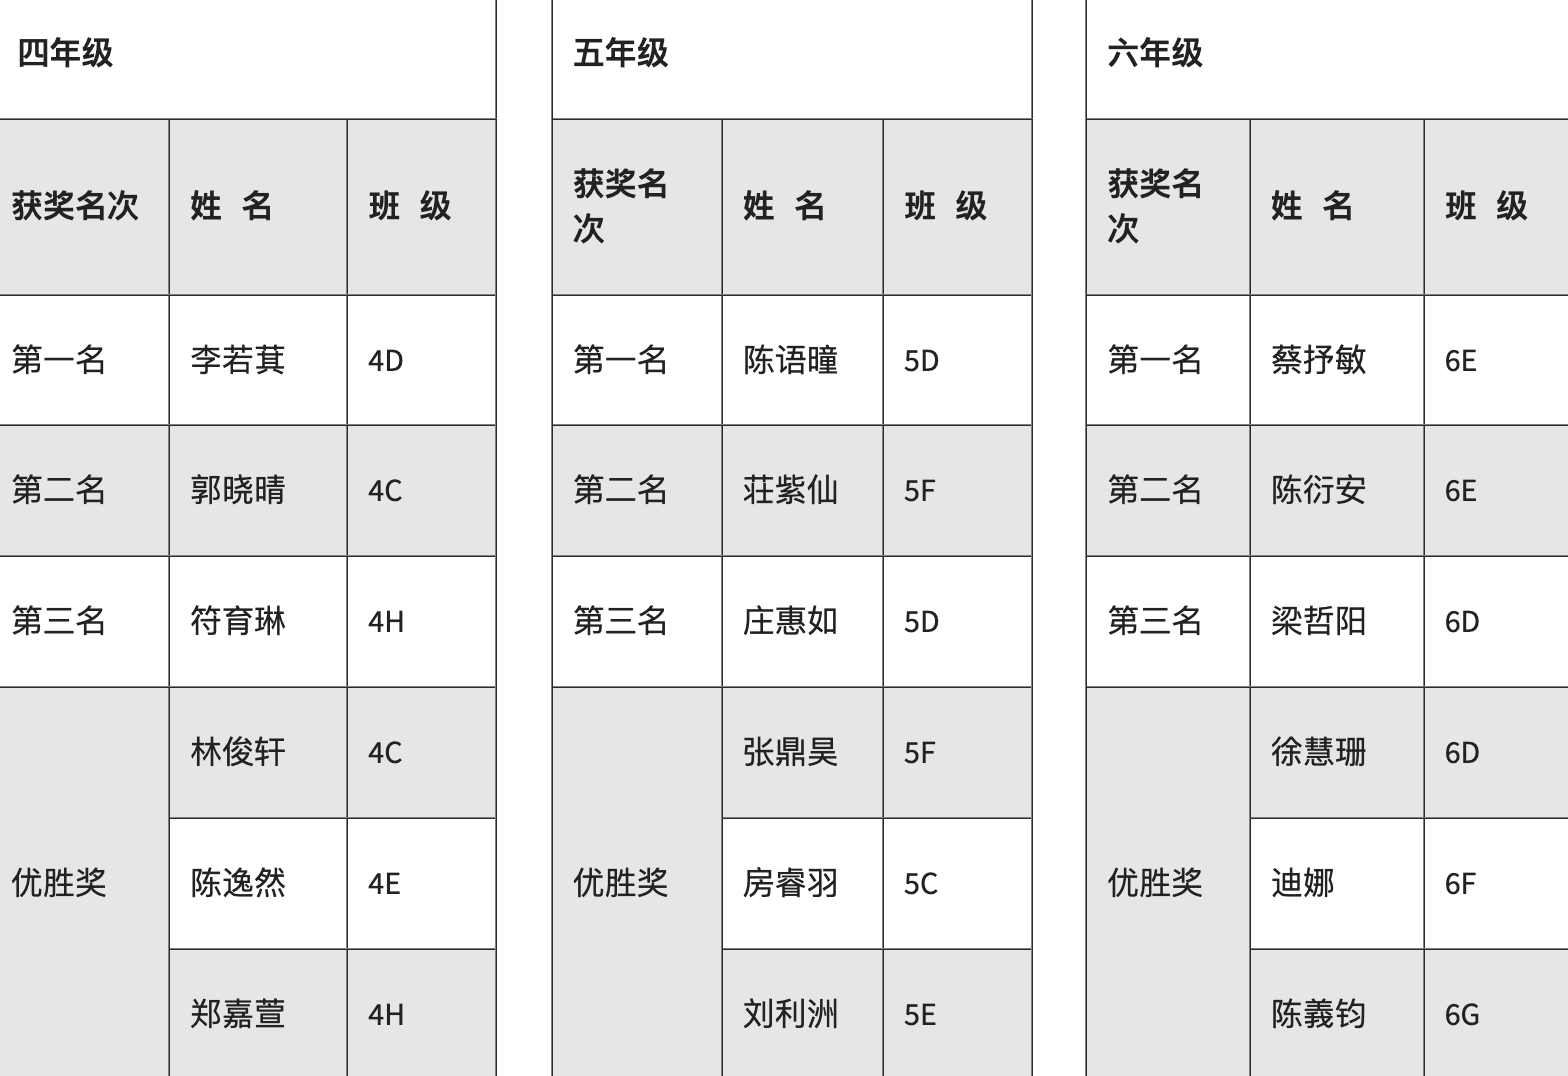 四年级
获奖名次 姓 名 班 级
第一名 李若萁 4D
第二名 郭晓晴 4C
第三名 符育琳 4H
林俊轩 4C
优胜奖 陈逸然 4E
郑嘉萱 4H
五年级
获奖名
次
姓 名 班 级
第一名 陈语曈 5D
第二名 荘紫仙 5F
第三名 庄惠如 5D
张鼎昊 5F
优胜奖 房睿羽 5C
刘利洲 5E
六年级
获奖名
次
姓 名 班 级
第一名 蔡抒敏 6E
第二名 陈衍安 6E
第三名 梁哲阳 6D
徐慧珊 6D
优胜奖 迪娜 6F
陈義钧 6G